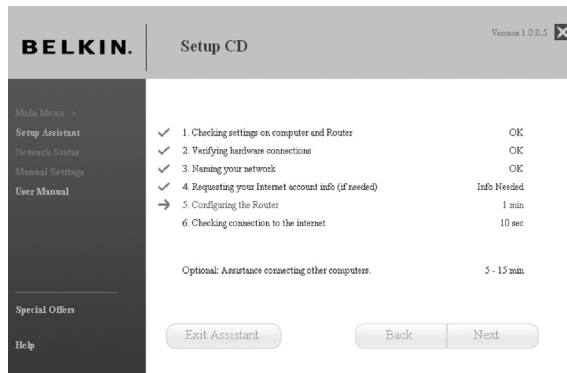 BELKIN.
Setup CD
Version 1.0.0.5
Main Menu >
Setup Assistant
Network Status
Manual Settings
User Manual
Special Offers
Help
1. Checking settings on computer and Router OK
2. Verifying hardware connections OK
3. Naming your network OK
4. Requesting your Internet account info (if needed) Info Needed
5. Configuring the Router 1 min
6. Checking connection to the internet 10 sec
Optional: Assistance connecting other computers. 5 - 15 min
Exit Assistant Back Next